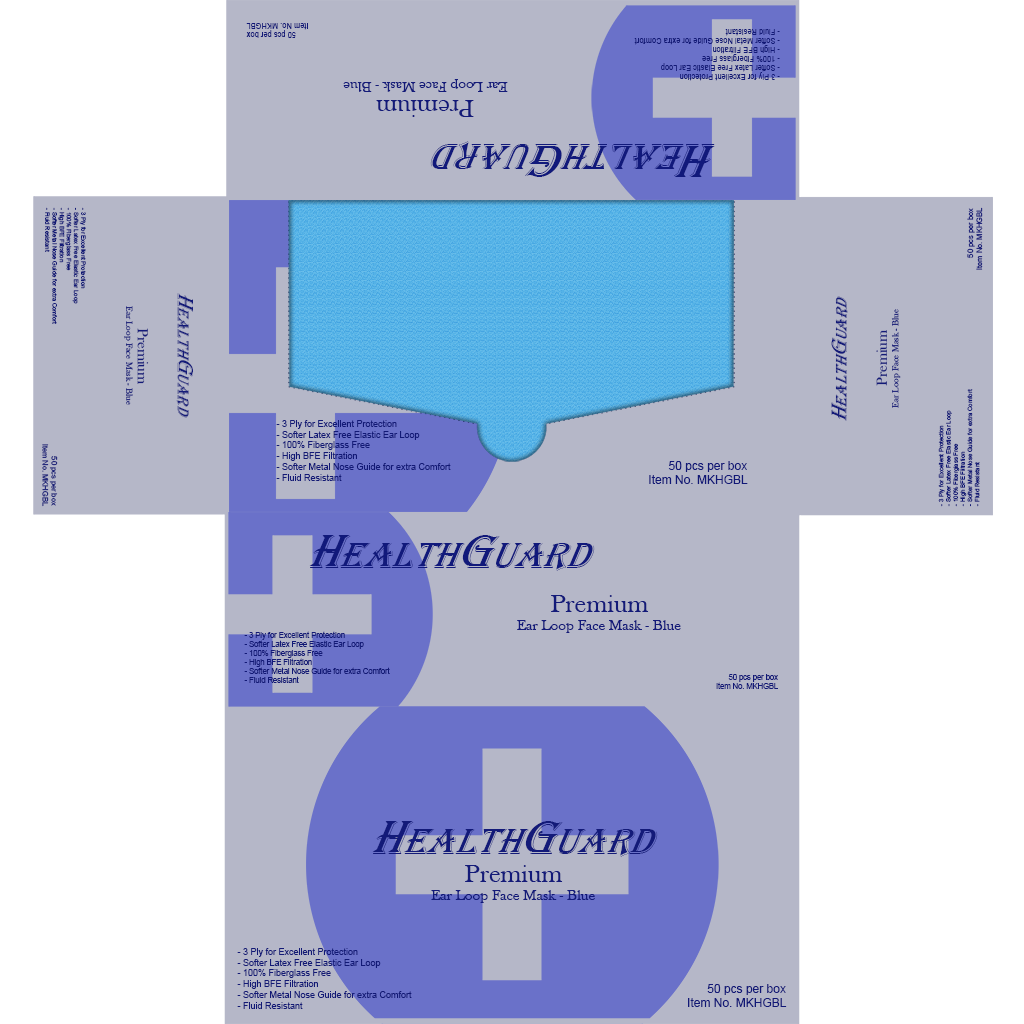 Item No. MKHGBL
50 pcs per box
- Fluid Resistant
- Softer Metal Nose Guide for extra Comfort
- High BFE Filtration
- 100% Fiberglass Free
- Softer Latex Free Elastic Ear Loop
- 3 Ply for Excellent Protection
Ear Loop Face Mask - Blue
Premium
HEALTHGUARD
- 3 Ply for Excellent Protection
- Softer Latex Free Elastic Ear Loop
- 100% Fiberglass Free
- High BFE Filtration
- Softer Metal Nose Guide for extra Comfort
- Fluid Resistant
HEALTHGUARD
Premium
Ear Loop Face Mask - Blue
50 pcs per box
Item No. MKHGBL
50 pcs per box
Item No. MKHGBL
HEALTHGUARD
Premium
Ear Loop Face Mask - Blue
- 3 Ply for Excellent Protection
- Softer Latex Free Elastic Ear Loop
- 100% Fiberglass Free
- High BFE Filtration
- Softer Metal Nose Guide for extra Comfort
- Fluid Resistant
- 3 Ply for Excellent Protection
- Softer Latex Free Elastic Ear Loop
- 100% Fiberglass Free
- High BFE Filtration
- Softer Metal Nose Guide for extra Comfort
- Fluid Resistant
50 pcs per box
Item No. MKHGBL
HEALTHGUARD
Premium
Ear Loop Face Mask - Blue
- 3 Ply for Excellent Protection
- Softer Latex Free Elastic Ear Loop
- 100% Fiberglass Free
- High BFE Filtration
- Softer Metal Nose Guide for extra Comfort
- Fluid Resistant
50 pcs per box
Item No. MKHGBL
HEALTHGUARD
Premium
Ear Loop Face Mask - Blue
- 3 Ply for Excellent Protection
- Softer Latex Free Elastic Ear Loop
- 100% Fiberglass Free
- High BFE Filtration
- Softer Metal Nose Guide for extra Comfort
- Fluid Resistant
50 pcs per box
Item No. MKHGBL